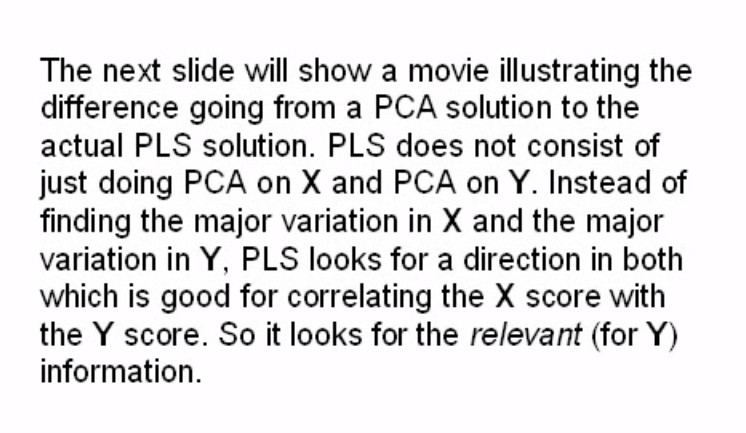 The next slide will show a movie illustrating the
difference going from a PCA solution to the
actual PLS solution. PLS does not consist of
just doing PCA on X and PCA on Y. Instead of
finding the major variation in X and the major
variation in Y, PLS looks for a direction in both
which is good for correlating the X score with
the Y score. So it looks for the relevant (for Y)
information.